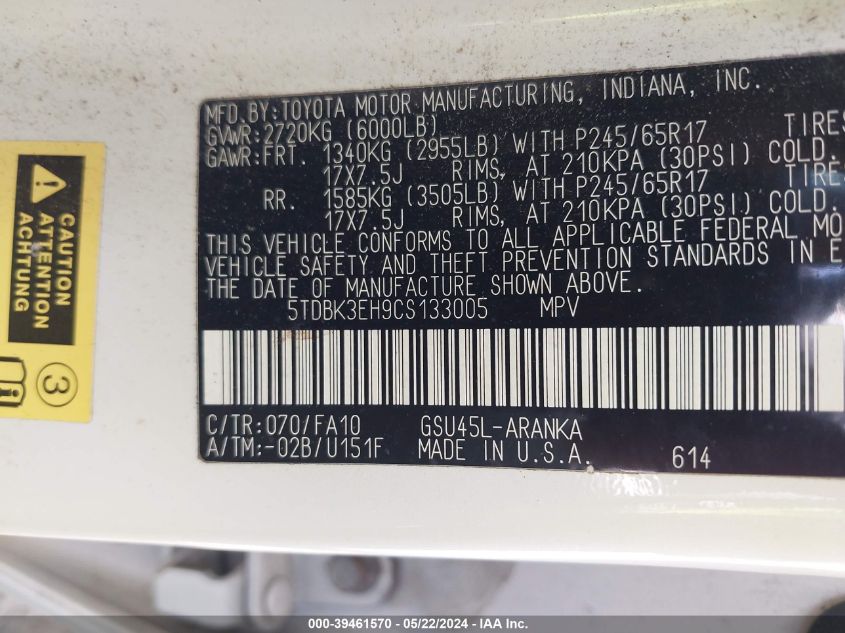 MFD. BY: TOYOTA MOTOR MANUFACTURING, INDIANA, INC.
GVWR: 2720KG (6000LB)
GAWR: FRT. 1340KG (2955LB) WITH P245/65R17 TIRES
17X7.5J RIMS, AT 210KPA (30PSI) COLD.
RR. 1585KG (3505LB) WITH P245/65R17 TIRE
17X7.5J RIMS, AT 210KPA (30PSI) COLD.
THIS VEHICLE CONFORMS TO ALL APPLICABLE FEDERAL MO
VEHICLE SAFETY AND THEFT PREVENTION STANDARDS IN E
THE DATE OF MANUFACTURE SHOWN ABOVE.
5TDBK3EH9CS133005 MPV
C/TR: 070/FA10 GSU45L-ARANKA
A/TM: -02B/U151F MADE IN U.S.A. 614
CAUTION
ATTENTION
ACHTUNG
3
000-39461570 - 05/22/2024 - IAA Inc.